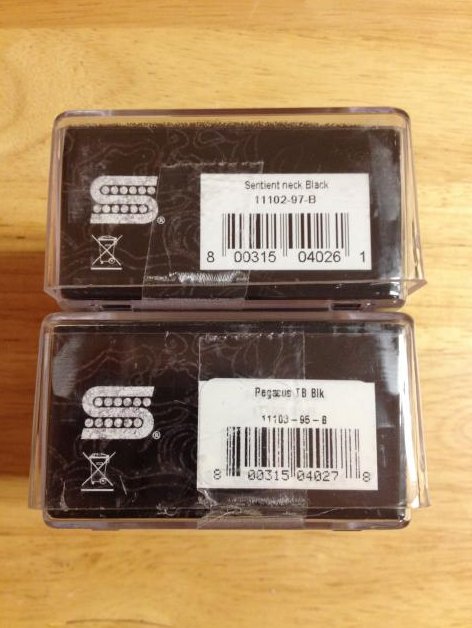 Sentient neck Black
11102-97-B
8 00315 04026 1
®
Pegasus TB Blk
11103-95-B
8 00315 04027 8
®